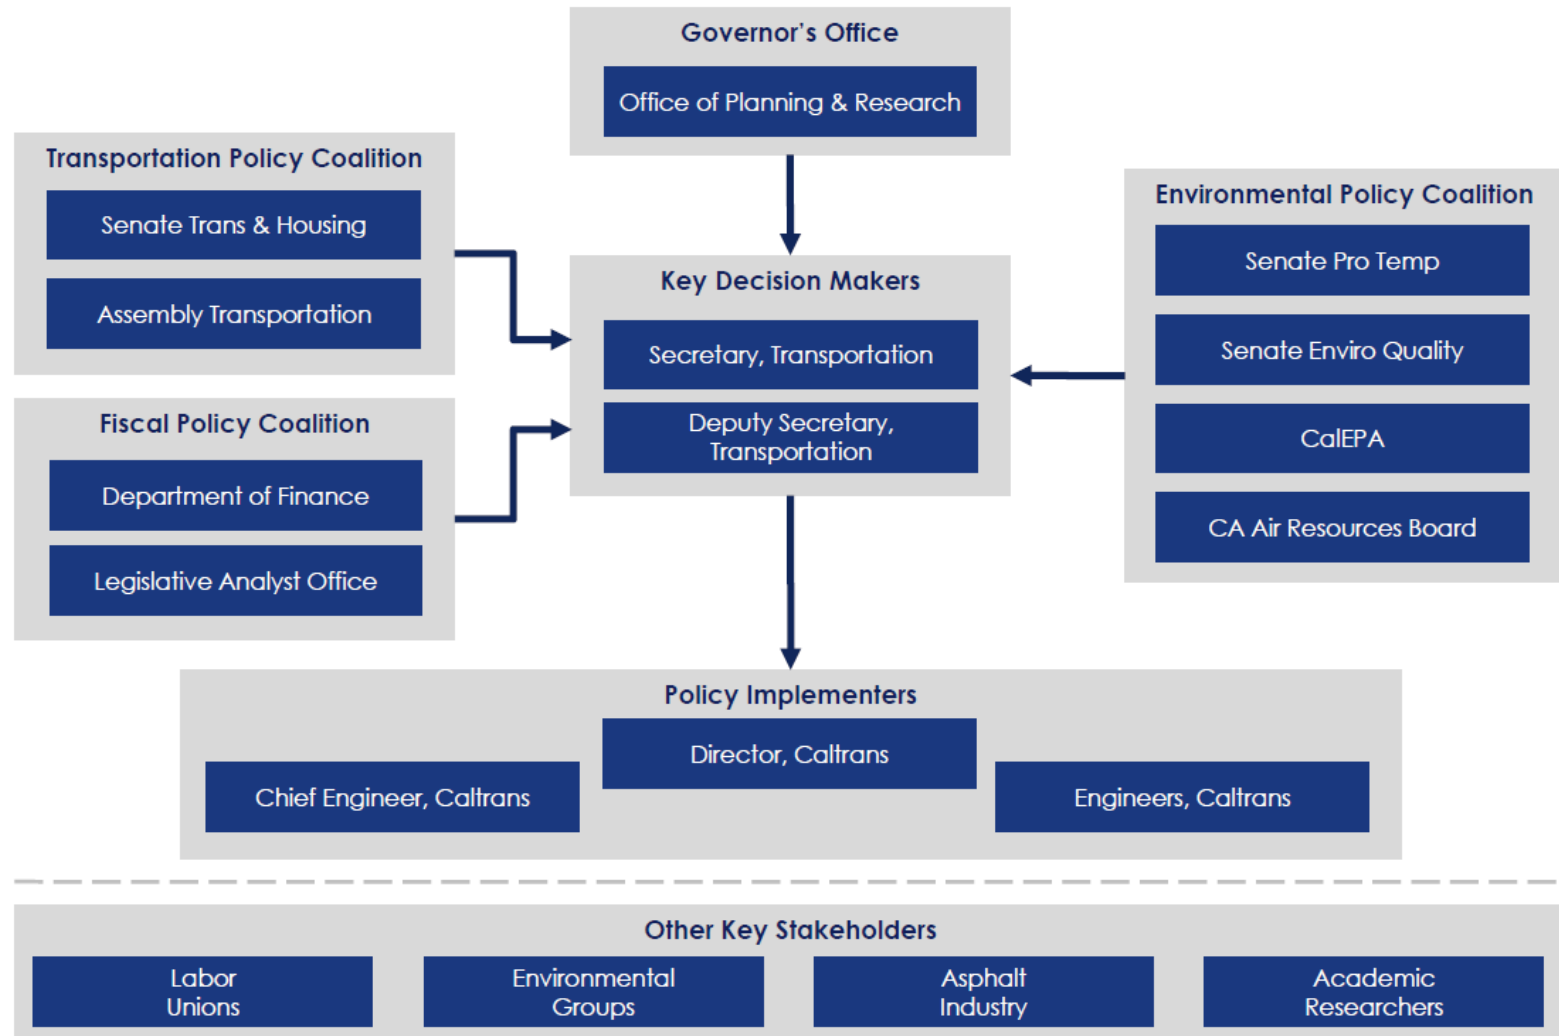 Governor's Office
Office of Planning & Research
Transportation Policy Coalition
Senate Trans & Housing
Assembly Transportation
Fiscal Policy Coalition
Department of Finance
Legislative Analyst Office
Key Decision Makers
Secretary, Transportation
Deputy Secretary,
Transportation
Environmental Policy Coalition
Senate Pro Temp
Senate Enviro Quality
CalEPA
CA Air Resources Board
Policy Implementers
Director, Caltrans
Chief Engineer, Caltrans
Engineers, Caltrans
Other Key Stakeholders
Labor
Unions
Environmental
Groups
Asphalt
Industry
Academic
Researchers